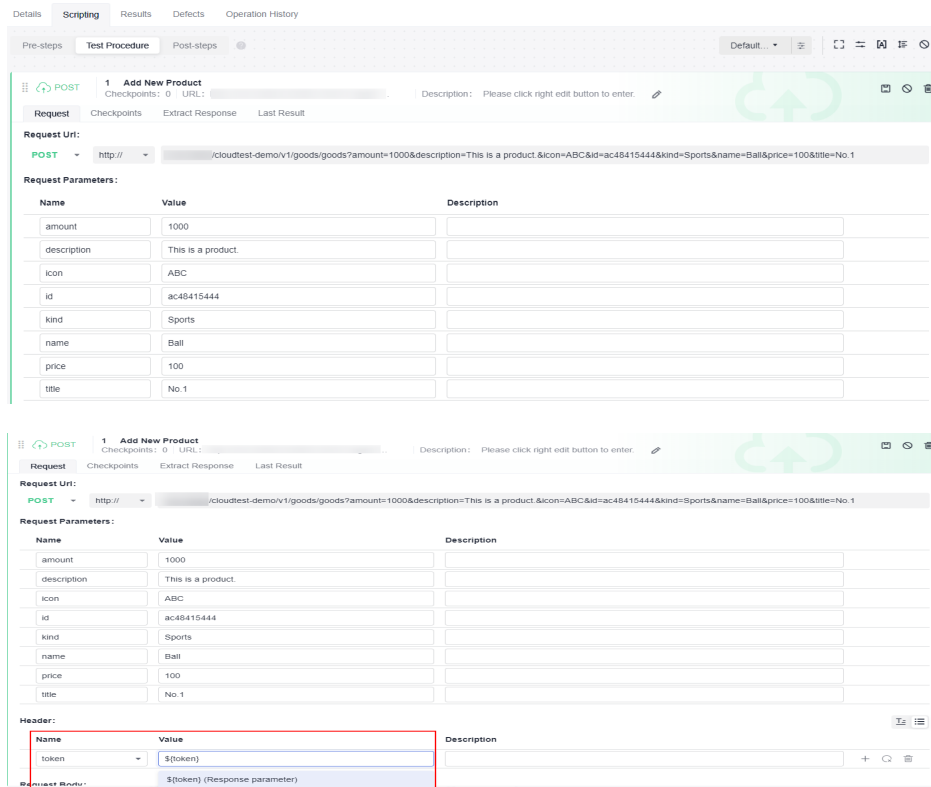 Details Scripting Results Defects Operation History
Pre-steps Test Procedure Post-steps Default...
POST 1 Add New Product
Checkpoints: 0 URL: . Description: Please click right edit button to enter.
Request Checkpoints Extract Response Last Result
Request Url:
POST http:// /cloudtest-demo/v1/goods/goods?amount=1000&description=This is a product.&icon=ABC&id=ac48415444&kind=Sports&name=Ball&price=100&title=No.1
Request Parameters:
Name Value Description
amount 1000
description This is a product.
icon ABC
id ac48415444
kind Sports
name Ball
price 100
title No.1
POST 1 Add New Product
Checkpoints: 0 URL: .. Description: Please click right edit button to enter.
Request Checkpoints Extract Response Last Result
Request Url:
POST http:// /cloudtest-demo/v1/goods/goods?amount=1000&description=This is a product.&icon=ABC&id=ac48415444&kind=Sports&name=Ball&price=100&title=No.1
Request Parameters:
Name Value Description
amount 1000
description This is a product.
icon ABC
id ac48415444
kind Sports
name Ball
price 100
title No.1
Header:
Name Value Description
token ${token}
${token} (Response parameter)
Request Body: